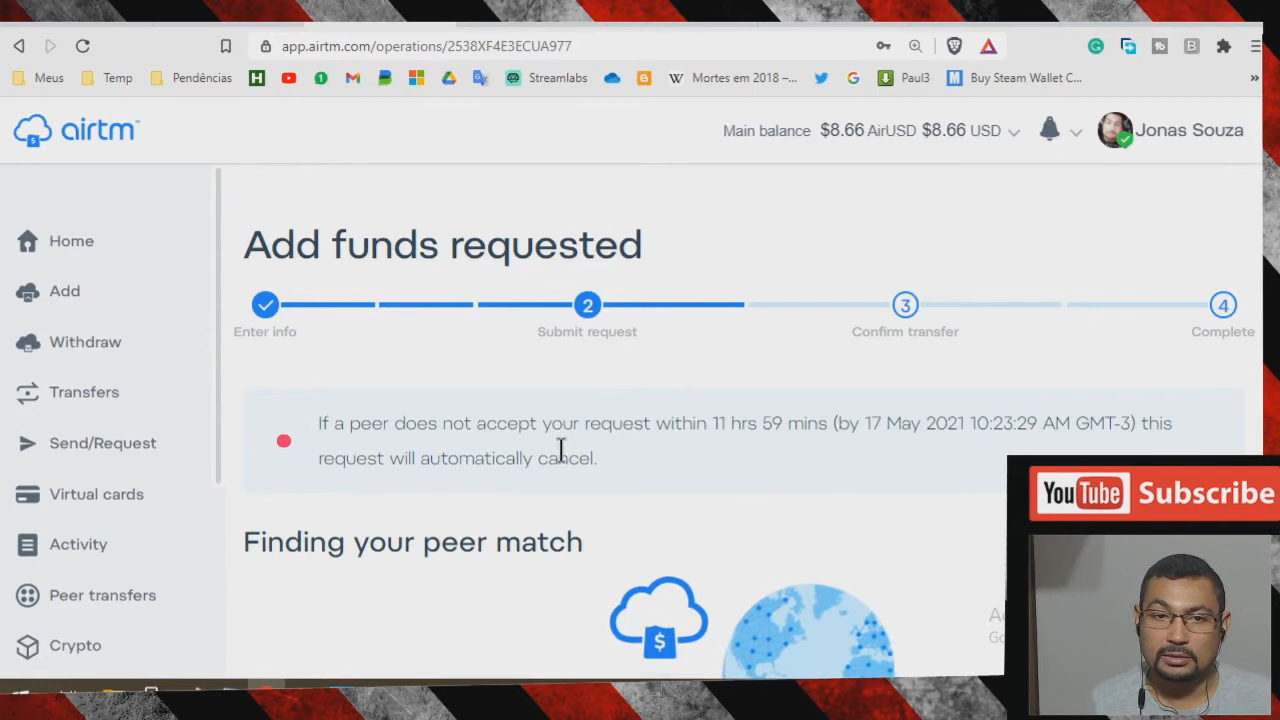 app.airtm.com/operations/2538XF4E3ECUA977
Meus
Temp
Pendências
Streamlabs
Mortes em 2018 –...
Paul3
Buy Steam Wallet C...
airtm™
Main balance $8.66 AirUSD $8.66 USD
Jonas Souza
Home
Add
Withdraw
Transfers
Send/Request
Virtual cards
Activity
Peer transfers
Crypto
Add funds requested
2
3
4
Enter info
Submit request
Confirm transfer
Complete
If a peer does not accept your request within 11 hrs 59 mins (by 17 May 2021 10:23:29 AM GMT-3) this
request will automatically cancel.
Finding your peer match
YouTube Subscribe